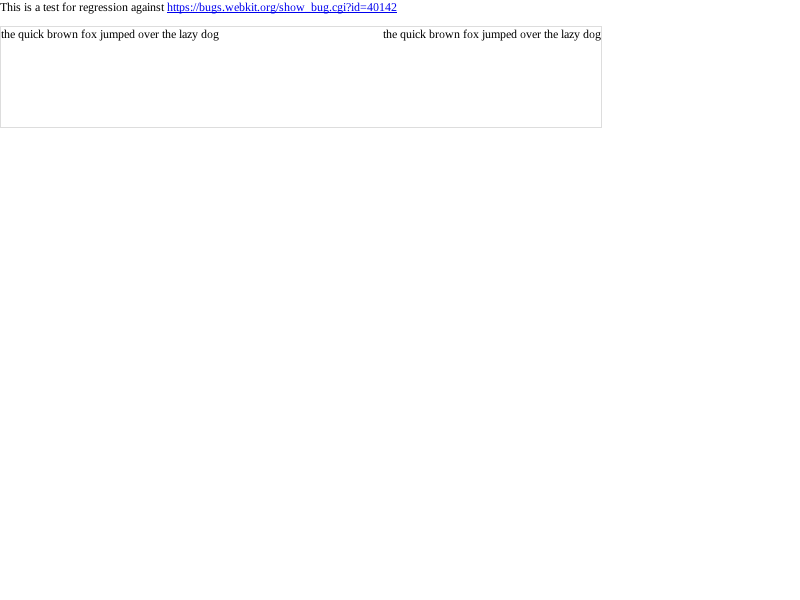 This is a test for regression against https://bugs.webkit.org/show_bug.cgi?id=40142
the quick brown fox jumped over the lazy dog the quick brown fox jumped over the lazy dog